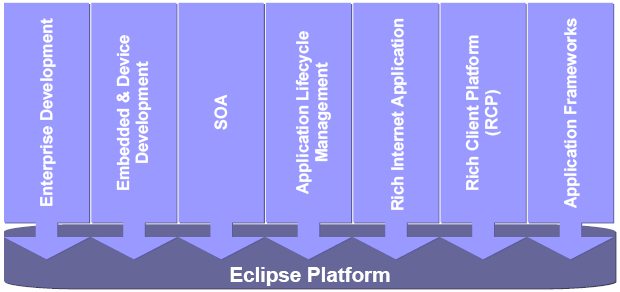 Enterprise Development
Embedded & Device
Development
SOA
Application Lifecycle
Management
Rich Internet Application
Rich Client Platform
(RCP)
Application Frameworks
Eclipse Platform